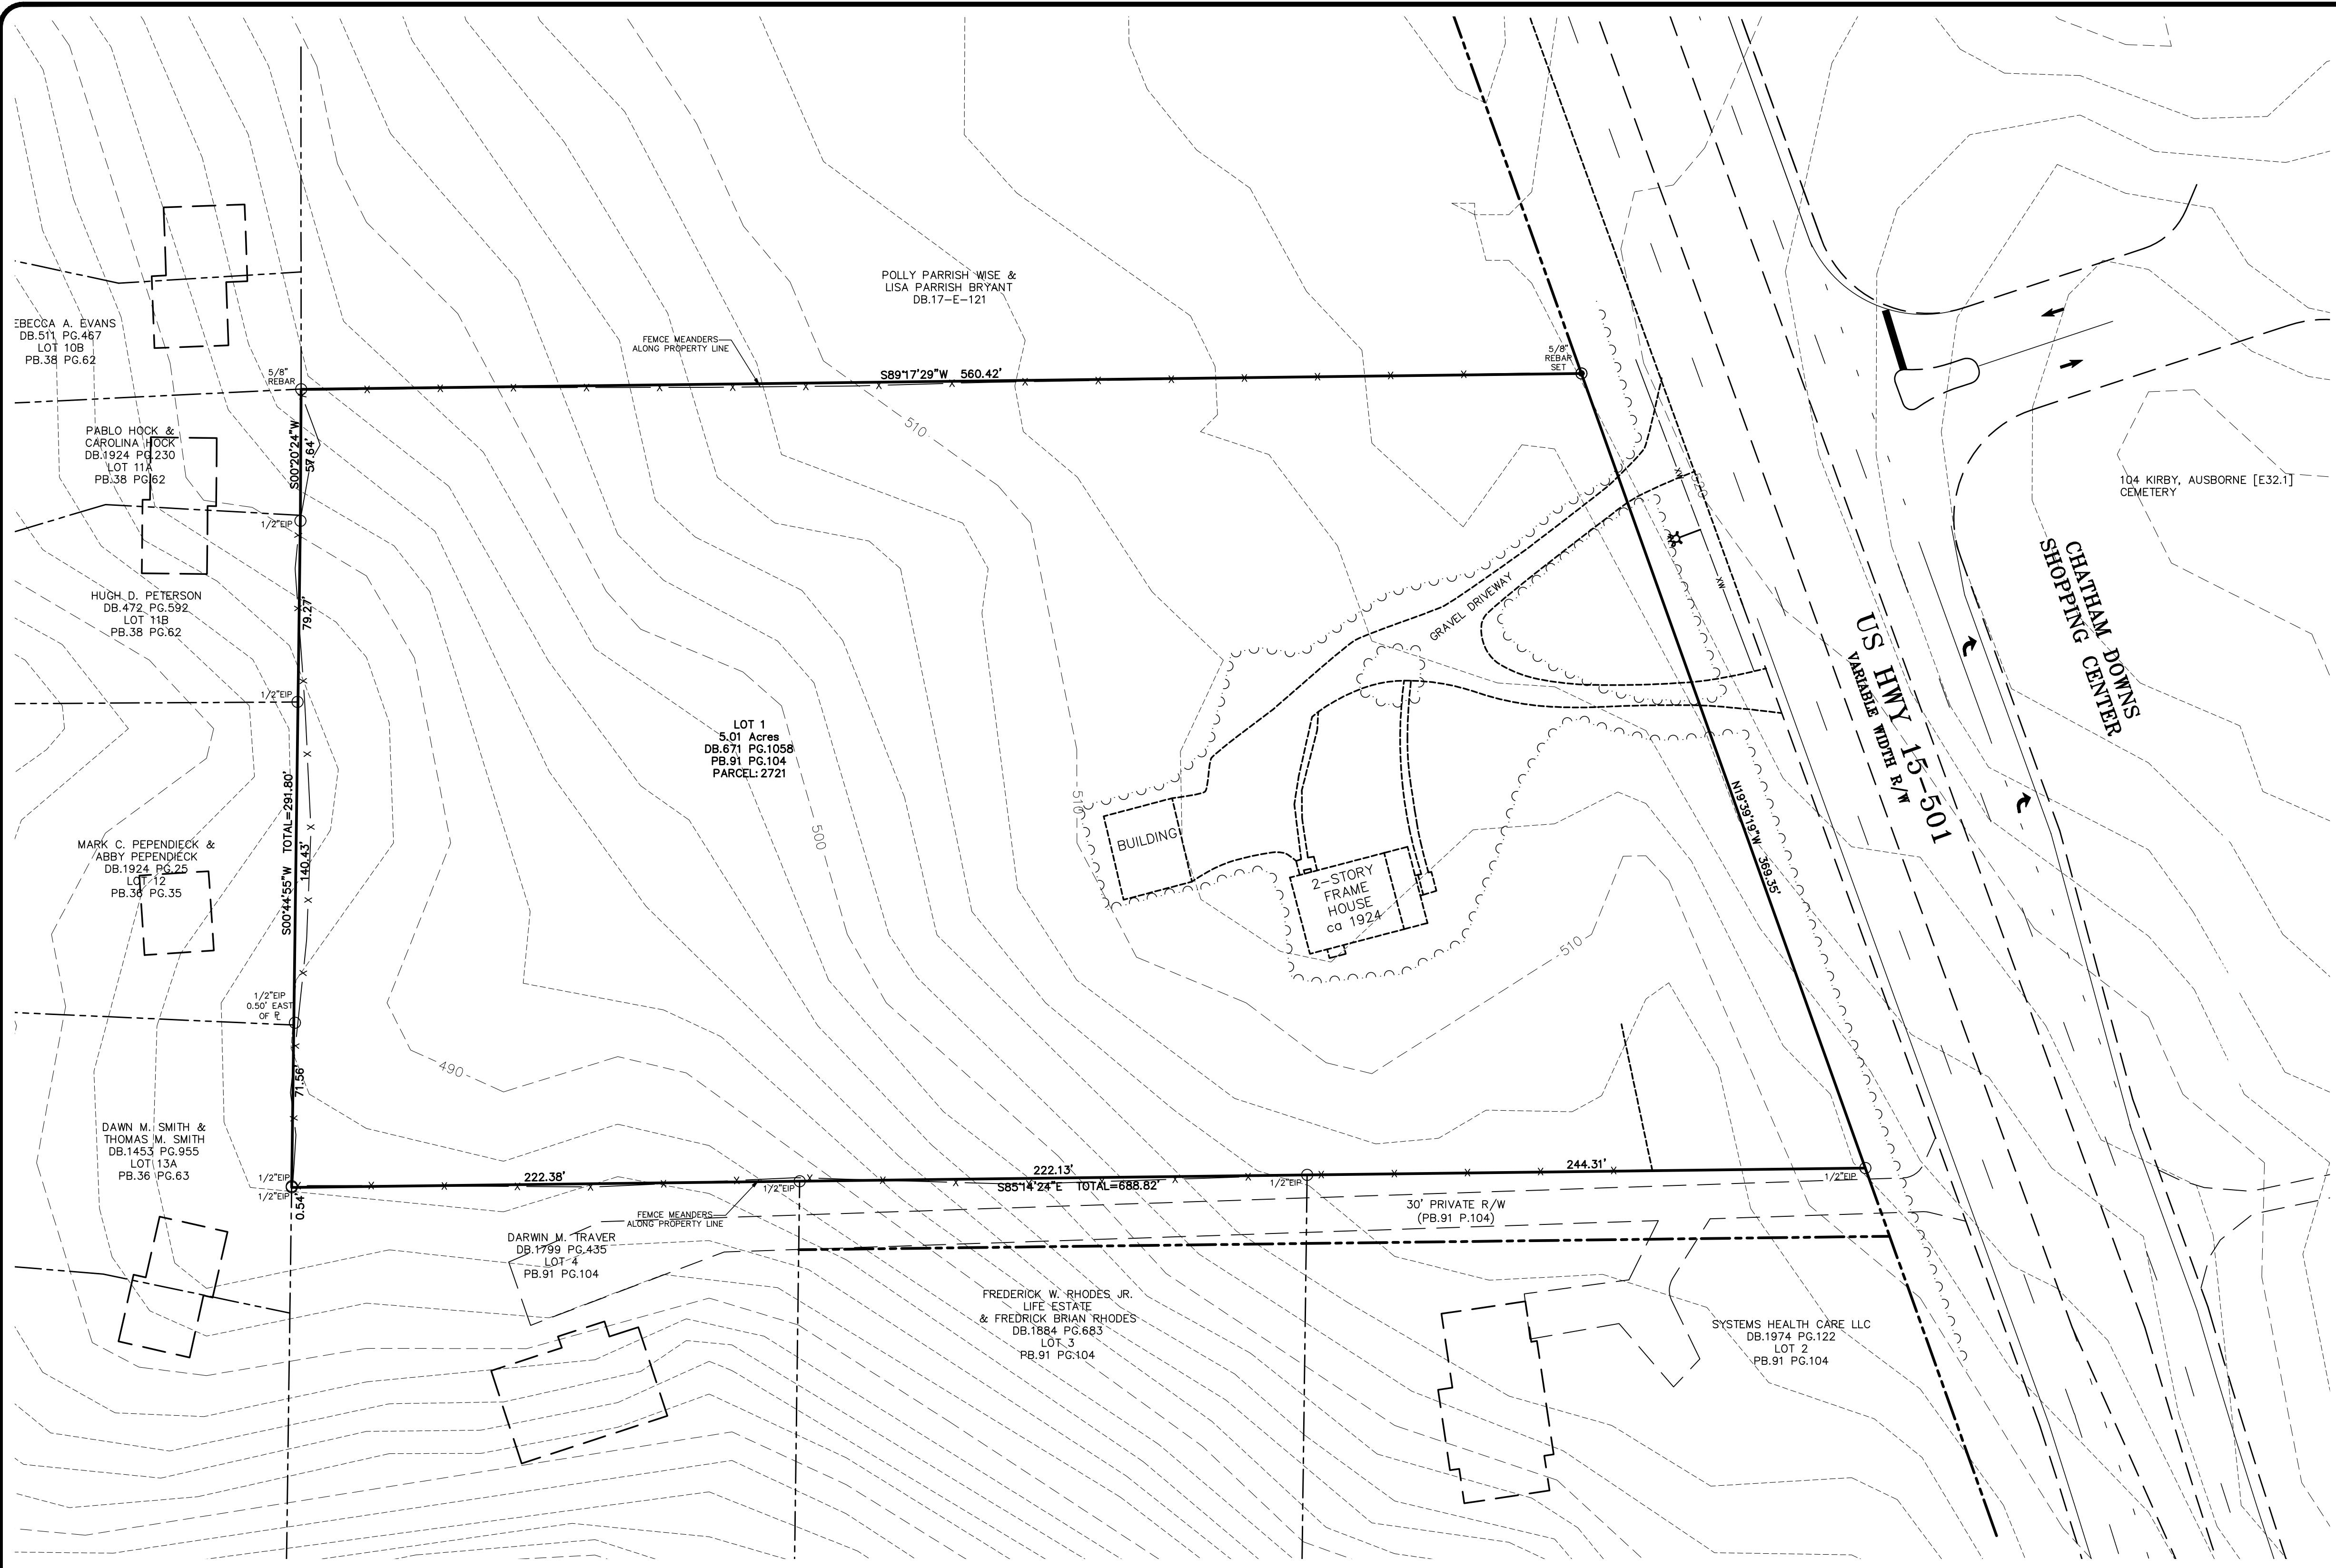 POLLY PARRISH WISE &
LISA PARRISH BRYANT
DB.17-E-121
EBECCA A. EVANS
DB.511 PG.467
LOT 10B
PB.38 PG.62
FEMCE MEANDERS
ALONG PROPERTY LINE
5/8"
REBAR
S89°17'29"W 560.42'
5/8"
REBAR
SET
510
PABLO HOCK &
CAROLINA HOCK
DB.1924 PG.230
LOT 11A
PB.38 PG.62
S00°20'24"W
57.64'
1/2"EIP
520
XW
XW
104 KIRBY, AUSBORNE [E32.1]
CEMETERY
CHATHAM DOWNS
SHOPPING CENTER
HUGH D. PETERSON
DB.472 PG.592
LOT 11B
PB.38 PG.62
79.27'
GRAVEL DRIVEWAY
1/2"EIP
US HWY 15-501
VARIABLE WIDTH R/W
LOT 1
5.01 Acres
DB.671 PG.1058
PB.91 PG.104
PARCEL: 2721
S00°44'55"W TOTAL=291.80'
140.43'
500
510
BUILDING
N19°39'19"W 369.35'
MARK C. PEPENDIECK &
ABBY PEPENDIECK
DB.1924 PG.25
LOT 12
PB.36 PG.35
2-STORY
FRAME
HOUSE
ca 1924
510
1/2"EIP
0.50' EAST
OF PL
490
71.56'
DAWN M. SMITH &
THOMAS M. SMITH
DB.1453 PG.955
LOT 13A
PB.36 PG.63
1/2"EIP
1/2"EIP
0.54'
222.38'
1/2"EIP
222.13'
S85°14'24"E TOTAL=688.82'
1/2"EIP
244.31'
1/2"EIP
FEMCE MEANDERS
ALONG PROPERTY LINE
30' PRIVATE R/W
(PB.91 P.104)
DARWIN M. TRAVER
DB.1799 PG.435
LOT 4
PB.91 PG.104
FREDERICK W. RHODES JR.
LIFE ESTATE
& FREDRICK BRIAN RHODES
DB.1884 PG.683
LOT 3
PB.91 PG.104
SYSTEMS HEALTH CARE LLC
DB.1974 PG.122
LOT 2
PB.91 PG.104